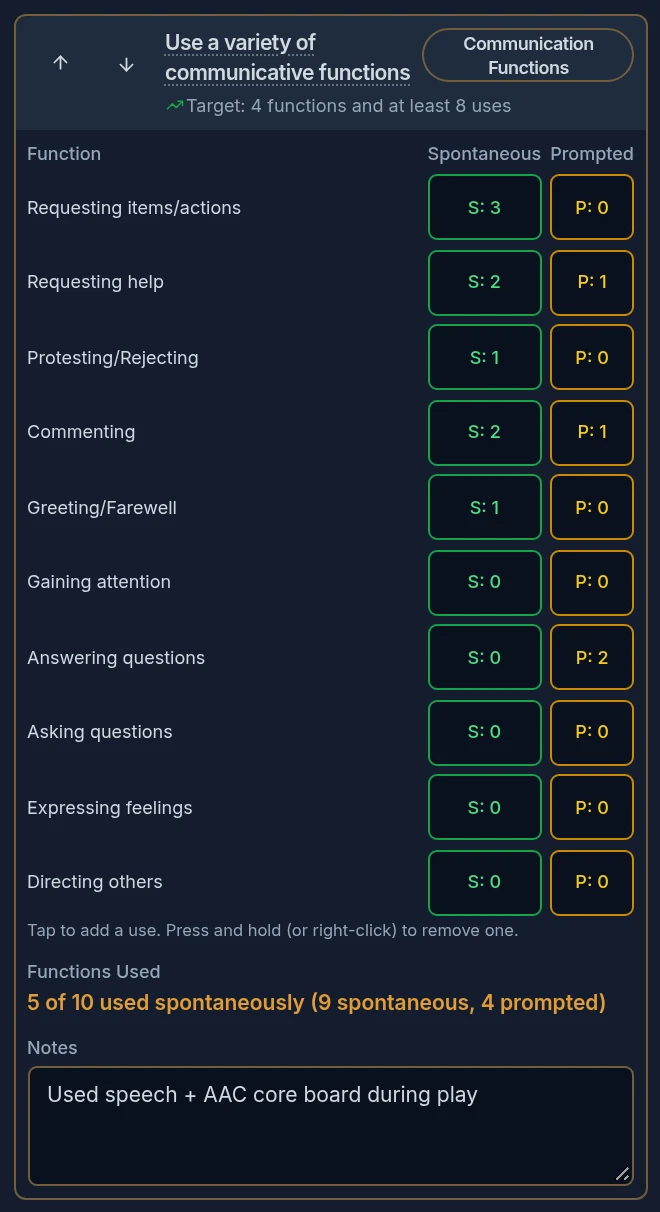 Use a variety of
communicative functions
Communication
Functions
Target: 4 functions and at least 8 uses
Function Spontaneous Prompted
Requesting items/actions S: 3 P: 0
Requesting help S: 2 P: 1
Protesting/Rejecting S: 1 P: 0
Commenting S: 2 P: 1
Greeting/Farewell S: 1 P: 0
Gaining attention S: 0 P: 0
Answering questions S: 0 P: 2
Asking questions S: 0 P: 0
Expressing feelings S: 0 P: 0
Directing others S: 0 P: 0
Tap to add a use. Press and hold (or right-click) to remove one.
Functions Used
5 of 10 used spontaneously (9 spontaneous, 4 prompted)
Notes
Used speech + AAC core board during play